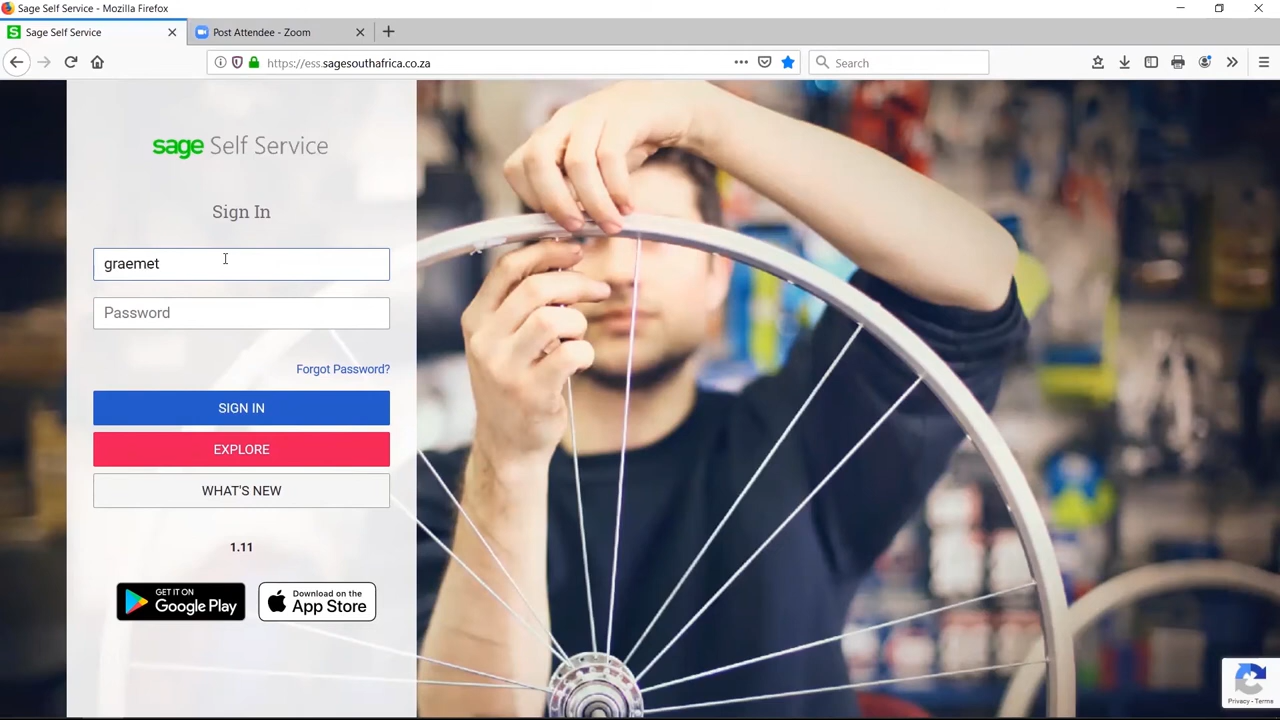 Sage Self Service - Mozilla Firefox
Sage Self Service
Post Attendee - Zoom
https://ess.sagesouthafrica.co.za
Search
sage Self Service
Sign In
graemet
Password
Forgot Password?
SIGN IN
EXPLORE
WHAT'S NEW
1.11
GET IT ON
Google Play
Download on the
App Store
Privacy - Terms